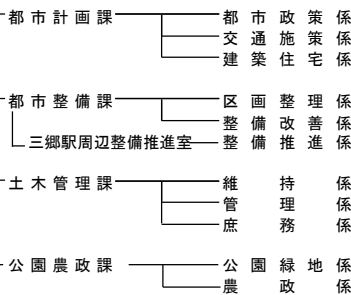 都市計画課 都市政策係
交通施策係
建築住宅係
都市整備課 区画整理係
整備改善係
三郷駅周辺整備推進室 整備推進係
土木管理課 維持係
管理係
庶務係
公園農政課 公園緑地係
農政係